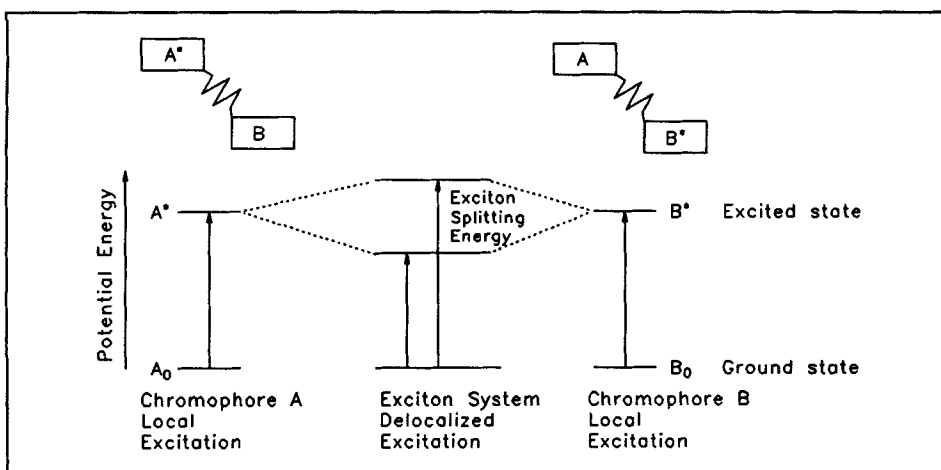 A*
B
A
B*
Potential Energy
A*
Exciton
Splitting
Energy
B* Excited state
A₀
B₀ Ground state
Chromophore A
Local
Excitation
Exciton System
Delocalized
Excitation
Chromophore B
Local
Excitation